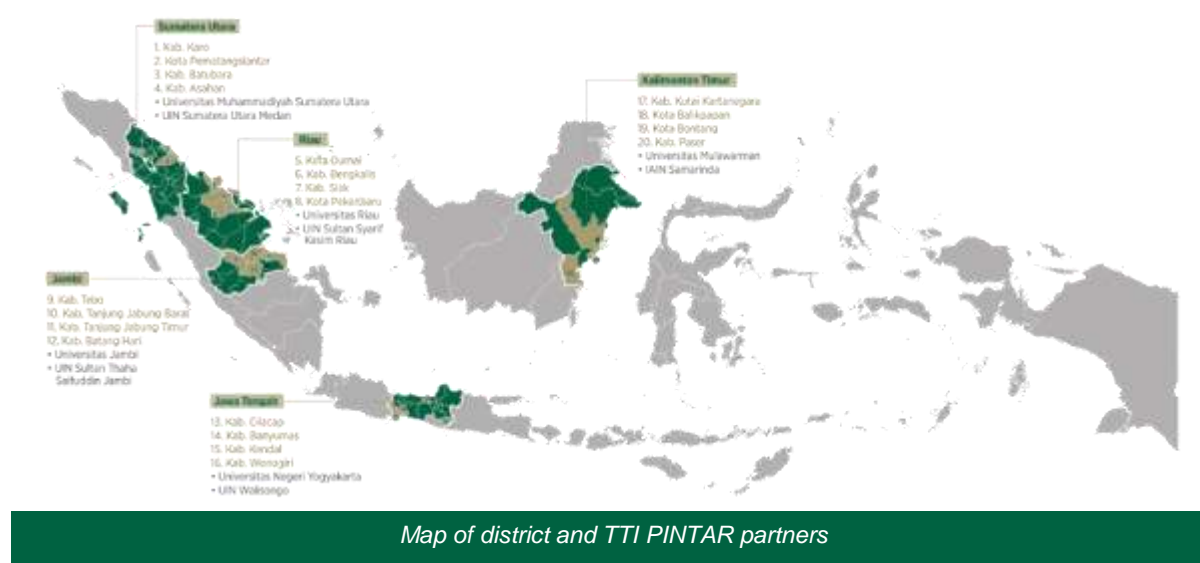 Sumatera Utara
1. Kab. Karo
2. Kota Pematangsiantar
3. Kab. Batubara
4. Kab. Asahan
• Universitas Muhammadiyah Sumatera Utara
• UIN Sumatera Utara Medan
Riau
5. Kota Dumai
6. Kab. Bengkalis
7. Kab. Siak
8. Kota Pekanbaru
• Universitas Riau
• UIN Sultan Syarif
Kasim Riau
Kalimantan Timur
17. Kab. Kutai Kartanegara
18. Kota Balikpapan
19. Kota Bontang
20. Kab. Paser
• Universitas Mulawarman
• IAIN Samarinda
Jambi
9. Kab. Tebo
10. Kab. Tanjung Jabung Barat
11. Kab. Tanjung Jabung Timur
12. Kab. Batang Hari
• Universitas Jambi
• UIN Sultan Thaha
Saifuddin Jambi
Jawa Tengah
13. Kab. Cilacap
14. Kab. Banyumas
15. Kab. Kendal
16. Kab. Wonogiri
• Universitas Negeri Yogyakarta
• UIN Walisongo
Map of district and TTI PINTAR partners